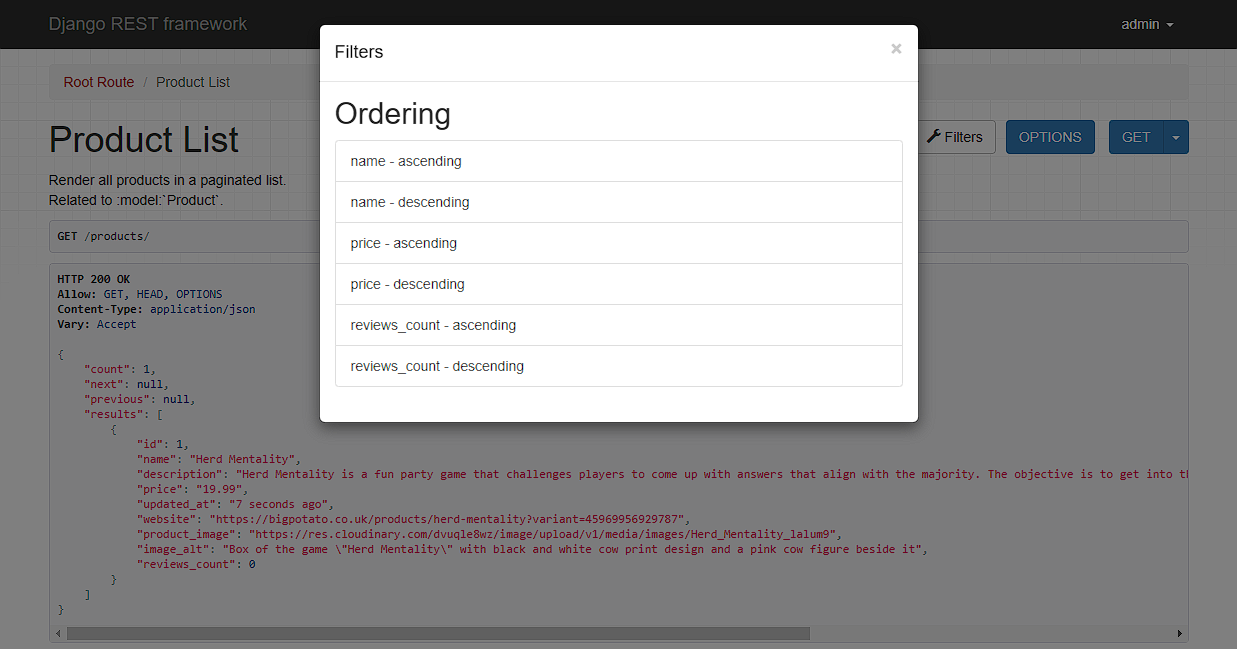 Django REST framework
admin
Filters
×
Root Route / Product List
Ordering
Product List
Filters
OPTIONS
GET
name - ascending
Render all products in a paginated list.
Related to :model:`Product`.
name - descending
GET /products/
price - ascending
price - descending
reviews_count - ascending
reviews_count - descending
HTTP 200 OK
Allow: GET, HEAD, OPTIONS
Content-Type: application/json
Vary: Accept
{
    "count": 1,
    "next": null,
    "previous": null,
    "results": [
        {
            "id": 1,
            "name": "Herd Mentality",
            "description": "Herd Mentality is a fun party game that challenges players to come up with answers that align with the majority. The objective is to get into
            "price": "19.99",
            "updated_at": "7 seconds ago",
            "website": "https://bigpotato.co.uk/products/herd-mentality?variant=45969956929787",
            "product_image": "https://res.cloudinary.com/dvuqle8wz/image/upload/v1/media/images/Herd_Mentality_lalum9",
            "image_alt": "Box of the game \"Herd Mentality\" with black and white cow print design and a pink cow figure beside it",
            "reviews_count": 0
        }
    ]
}